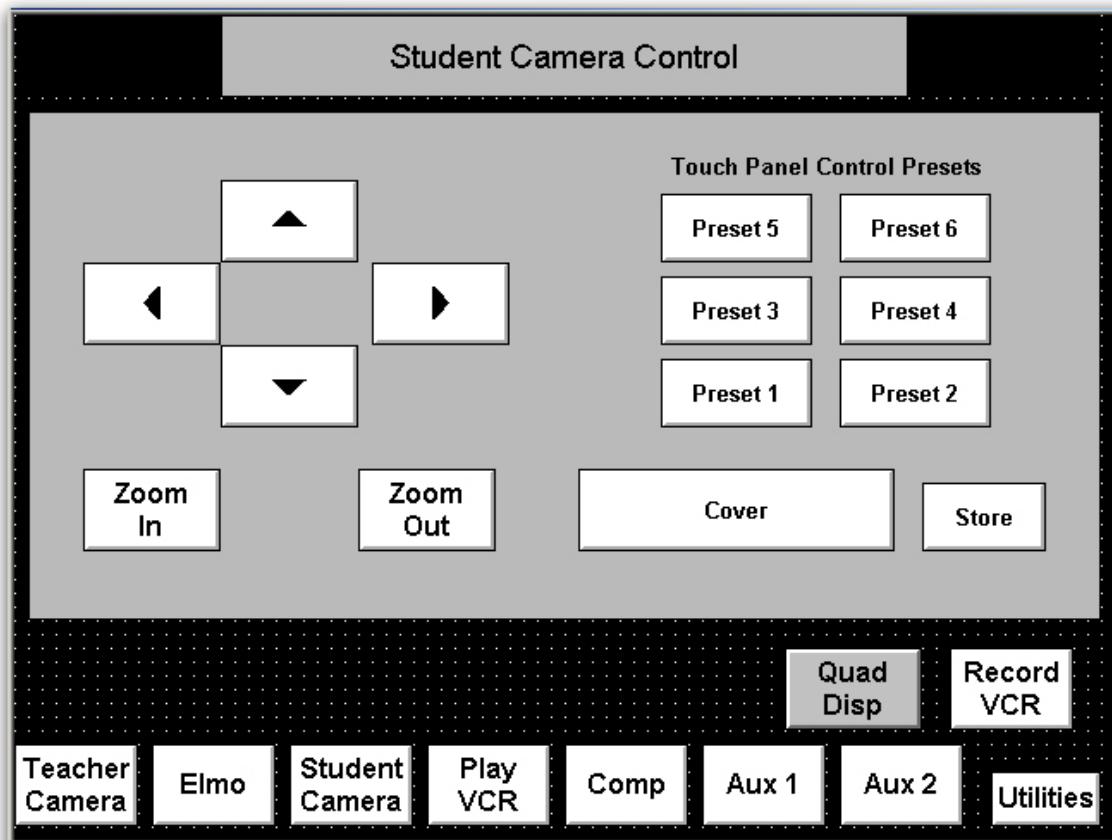 Student Camera Control
Touch Panel Control Presets
Preset 5
Preset 6
Preset 3
Preset 4
Preset 1
Preset 2
Zoom
In
Zoom
Out
Cover
Store
Quad
Disp
Record
VCR
Teacher
Camera
Elmo
Student
Camera
Play
VCR
Comp
Aux 1
Aux 2
Utilities